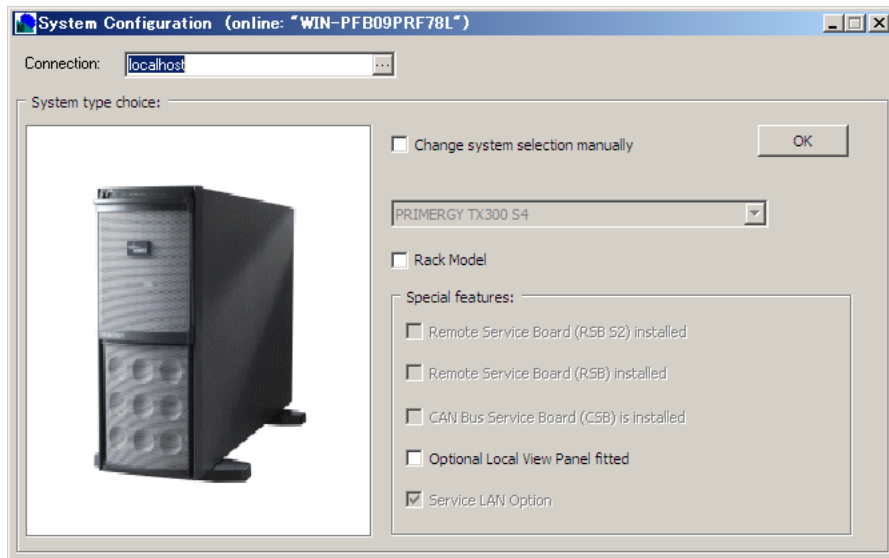 System Configuration (online: "WIN-PFB09PRF78L")
Connection: localhost ...
System type choice:
Change system selection manually
OK
PRIMERGY TX300 S4
Rack Model
Special features:
Remote Service Board (RSB S2) installed
Remote Service Board (RSB) installed
CAN Bus Service Board (CSB) is installed
Optional Local View Panel fitted
Service LAN Option